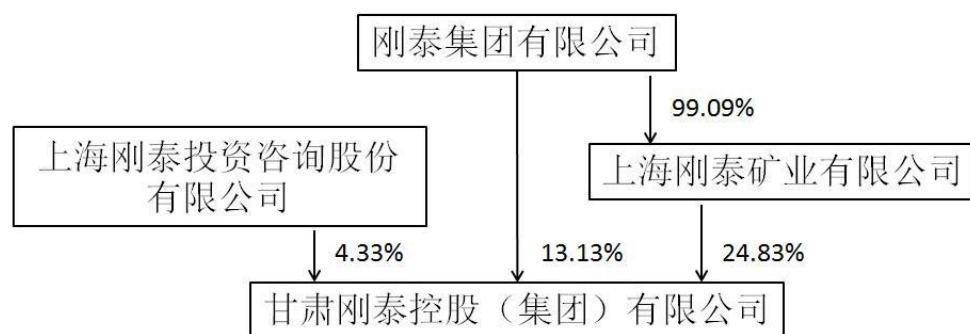 刚泰集团有限公司
99.09%
上海刚泰投资咨询股份
有限公司
上海刚泰矿业有限公司
4.33%
13.13%
24.83%
甘肃刚泰控股（集团）有限公司